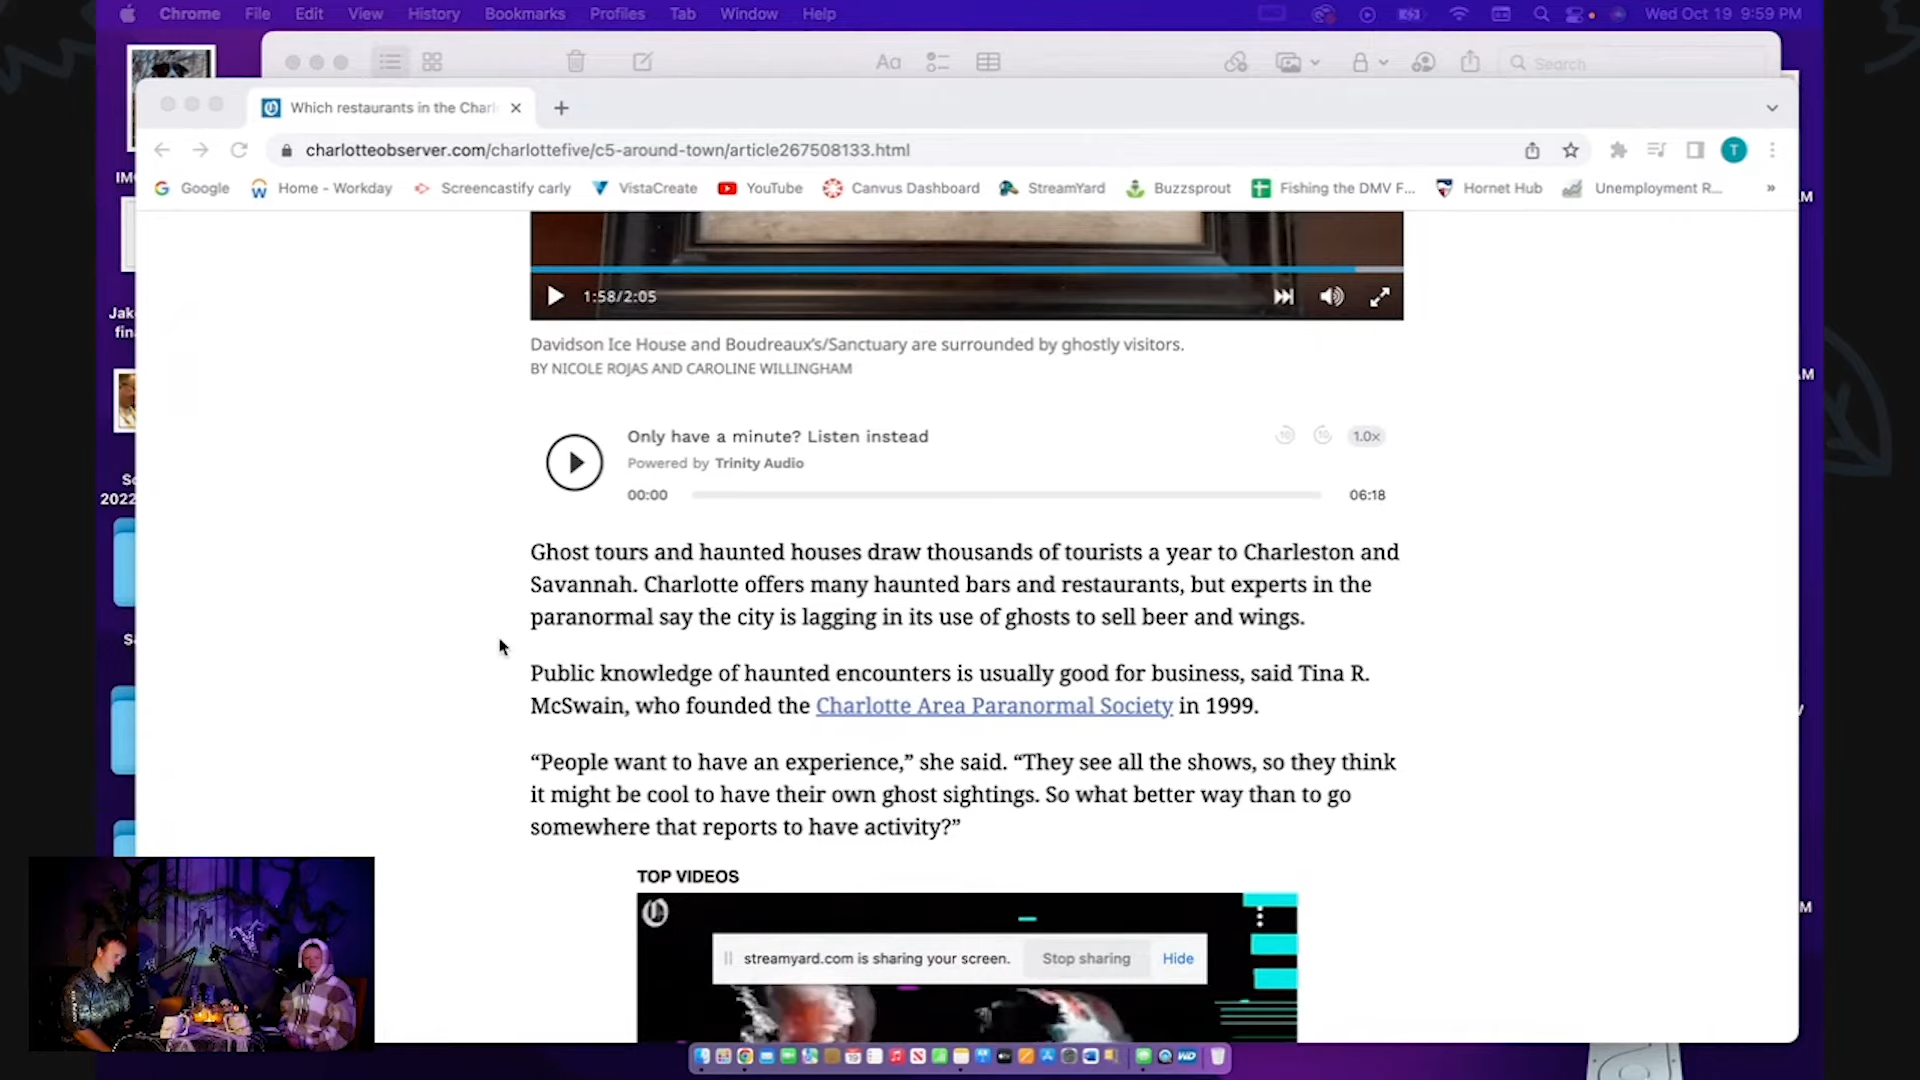 Chrome File Edit View History Bookmarks Profiles Tab Window Help Wed Oct 19 9:59 PM
Aa Search
Which restaurants in the Charl
charlotteobserver.com/charlottefive/c5-around-town/article267508133.html T
Google Home - Workday Screencastify carly VistaCreate YouTube Canvus Dashboard StreamYard Buzzsprout Fishing the DMV F... Hornet Hub Unemployment R... »
1:58/2:05
Davidson Ice House and Boudreaux's/Sanctuary are surrounded by ghostly visitors.
BY NICOLE ROJAS AND CAROLINE WILLINGHAM
Only have a minute? Listen instead
10 10 1.0x
Powered by Trinity Audio
00:00 06:18
Ghost tours and haunted houses draw thousands of tourists a year to Charleston and
Savannah. Charlotte offers many haunted bars and restaurants, but experts in the
paranormal say the city is lagging in its use of ghosts to sell beer and wings.
Public knowledge of haunted encounters is usually good for business, said Tina R.
McSwain, who founded the Charlotte Area Paranormal Society in 1999.
“People want to have an experience,” she said. “They see all the shows, so they think
it might be cool to have their own ghost sightings. So what better way than to go
somewhere that reports to have activity?”
TOP VIDEOS
streamyard.com is sharing your screen. Stop sharing Hide